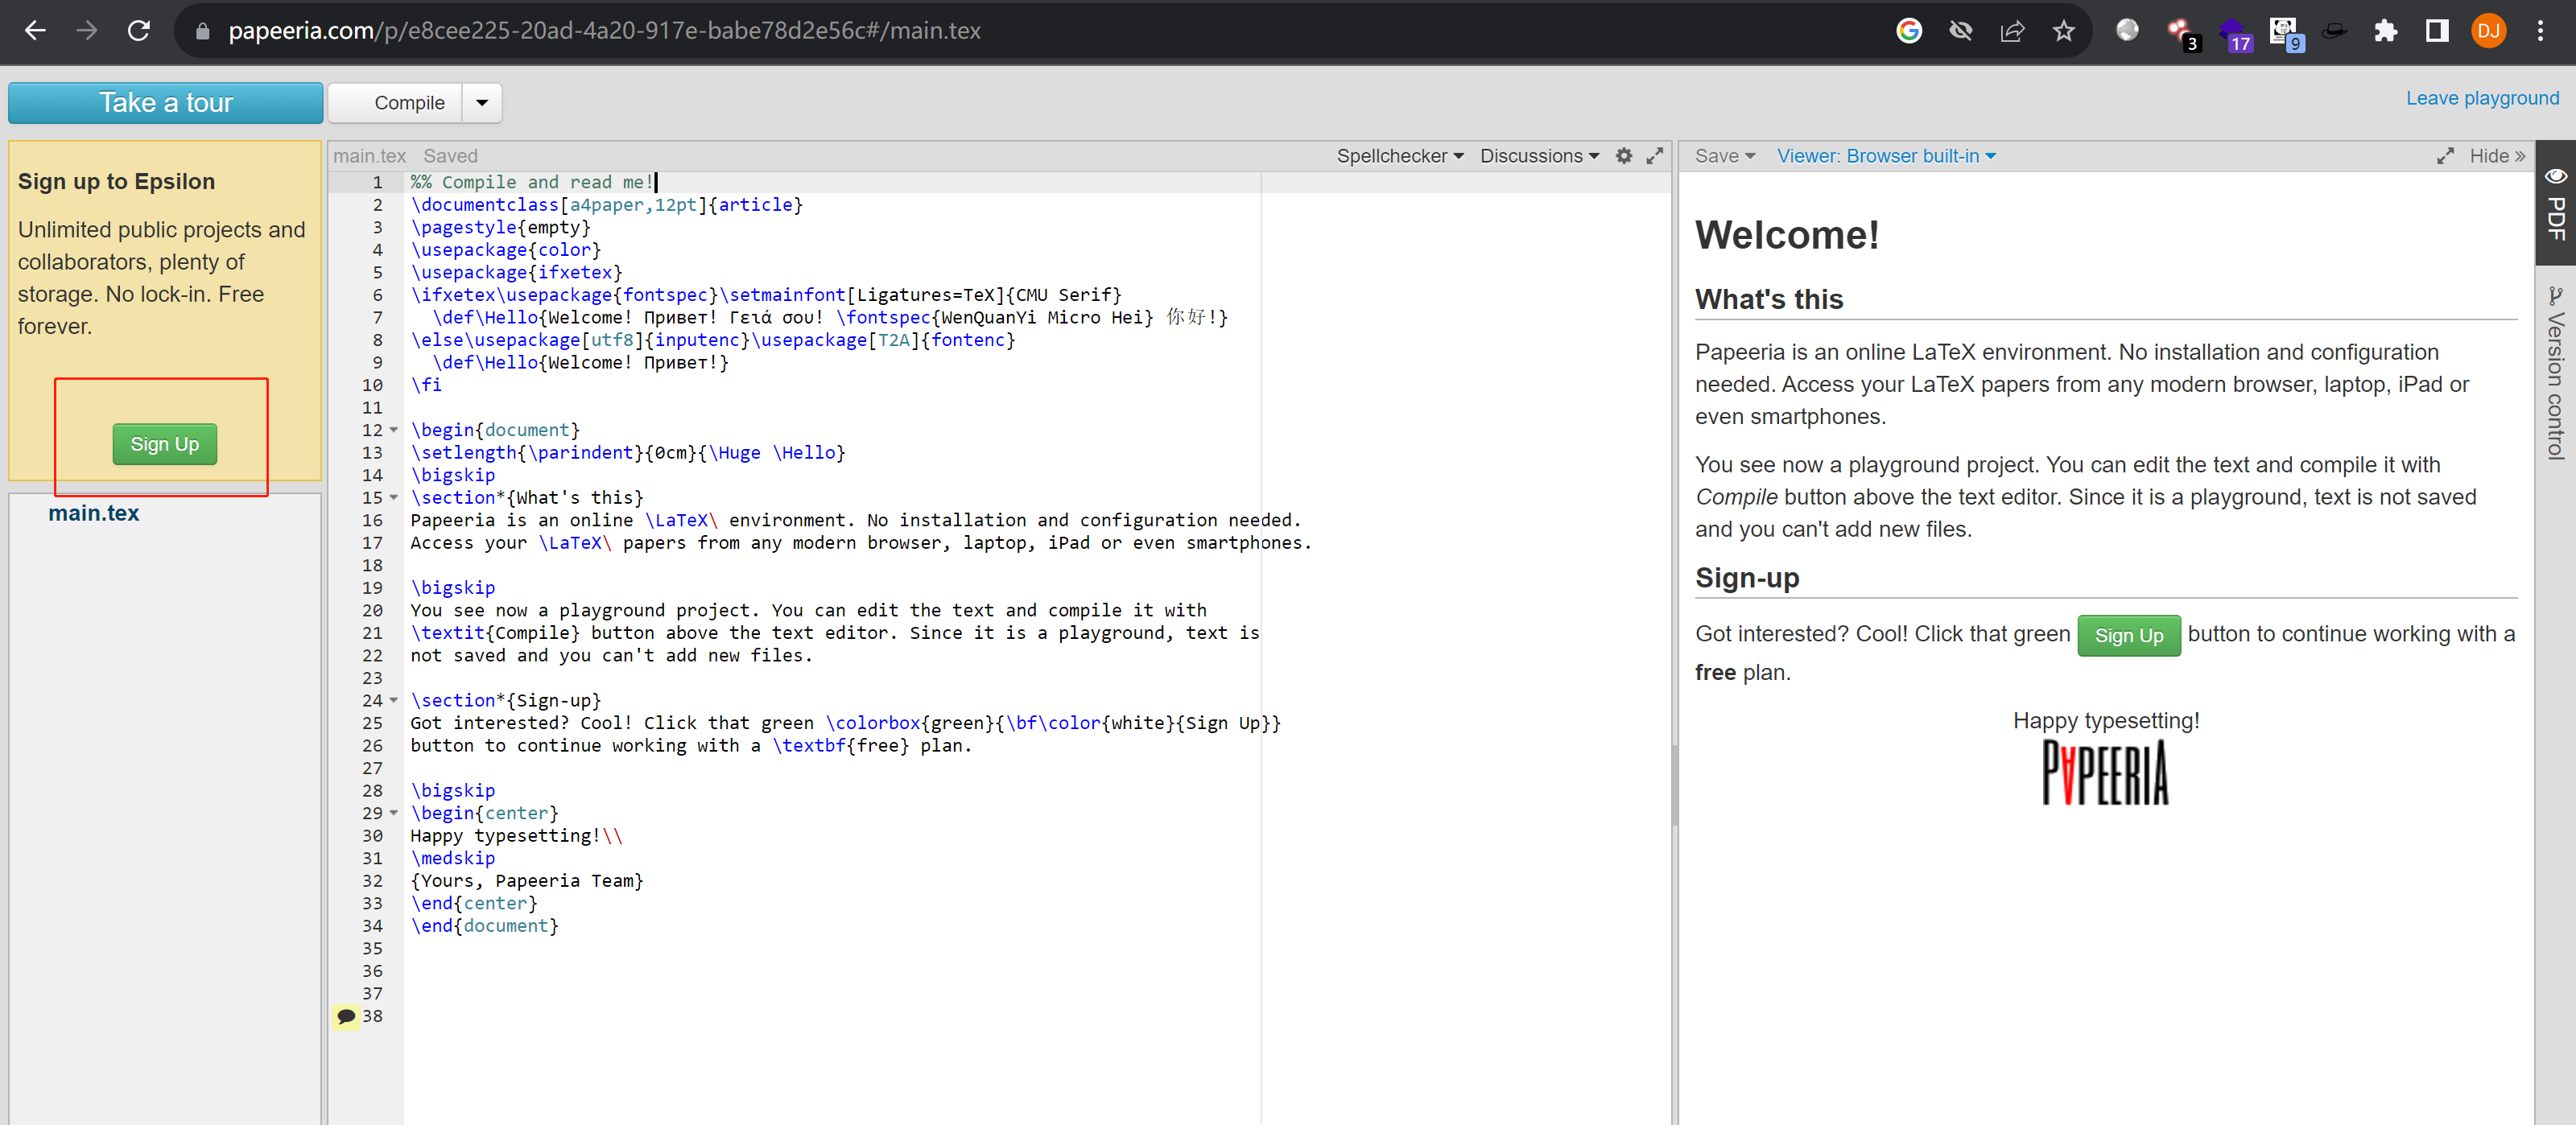 papeeria.com/p/e8cee225-20ad-4a20-917e-babe78d2e56c#/main.tex
3
17
9
DJ
Take a tour
Compile
Leave playground
Sign up to Epsilon
Unlimited public projects and
collaborators, plenty of
storage. No lock-in. Free
forever.
Sign Up
main.tex
main.tex Saved
Spellchecker
Discussions
1 %% Compile and read me!
2 \documentclass[a4paper,12pt]{article}
3 \pagestyle{empty}
4 \usepackage{color}
5 \usepackage{ifxetex}
6 \ifxetex\usepackage{fontspec}\setmainfont[Ligatures=TeX]{CMU Serif}
7 \def\Hello{Welcome! Привет! Γειά σου! \fontspec{WenQuanYi Micro Hei} 你好!}
8 \else\usepackage[utf8]{inputenc}\usepackage[T2A]{fontenc}
9 \def\Hello{Welcome! Привет!}
10 \fi
11
12 \begin{document}
13 \setlength{\parindent}{0cm}{\Huge \Hello}
14 \bigskip
15 \section*{What's this}
16 Papeeria is an online \LaTeX\ environment. No installation and configuration needed.
17 Access your \LaTeX\ papers from any modern browser, laptop, iPad or even smartphones.
18
19 \bigskip
20 You see now a playground project. You can edit the text and compile it with
21 \textit{Compile} button above the text editor. Since it is a playground, text is
22 not saved and you can't add new files.
23
24 \section*{Sign-up}
25 Got interested? Cool! Click that green \colorbox{green}{\bf\color{white}{Sign Up}}
26 button to continue working with a \textbf{free} plan.
27
28 \bigskip
29 \begin{center}
30 Happy typesetting!\\
31 \medskip
32 {Yours, Papeeria Team}
33 \end{center}
34 \end{document}
35
36
37
38
Save
Viewer: Browser built-in
Hide »
Welcome!
What's this
Papeeria is an online LaTeX environment. No installation and configuration
needed. Access your LaTeX papers from any modern browser, laptop, iPad or
even smartphones.
You see now a playground project. You can edit the text and compile it with
Compile button above the text editor. Since it is a playground, text is not saved
and you can't add new files.
Sign-up
Got interested? Cool! Click that green Sign Up button to continue working with a
free plan.
Happy typesetting!
PAPEERIA
PDF
Version control